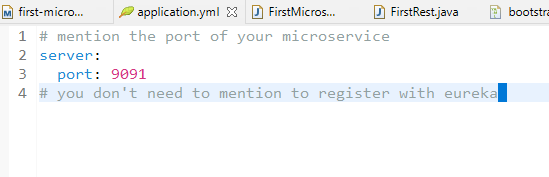 first-micro...
application.yml
FirstMicros...
FirstRest.java
bootstra
1 # mention the port of your microservice
2 server:
3 port: 9091
4 # you don't need to mention to register with eureka